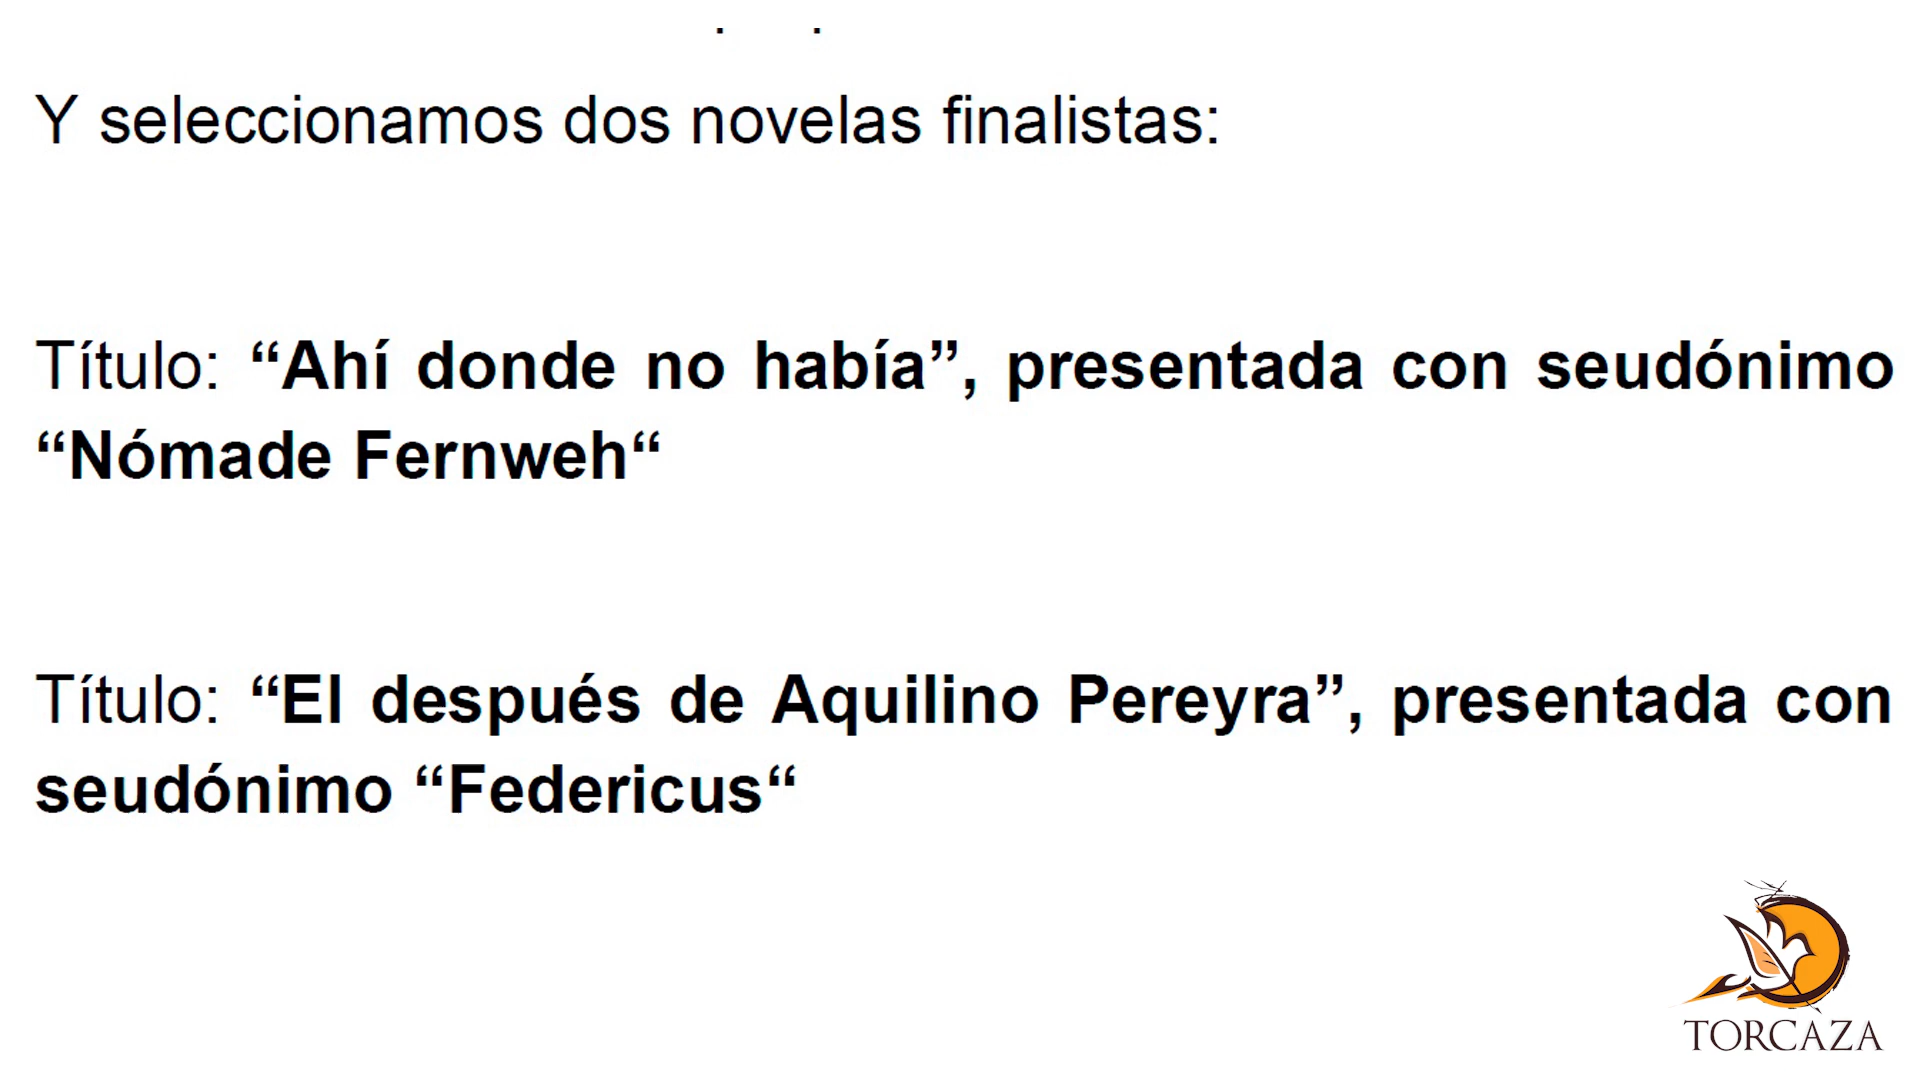 Y seleccionamos dos novelas finalistas:
Título: “Ahí donde no había”, presentada con seudónimo
“Nómade Fernweh“
Título: “El después de Aquilino Pereyra”, presentada con
seudónimo “Federicus“
TORCAZA